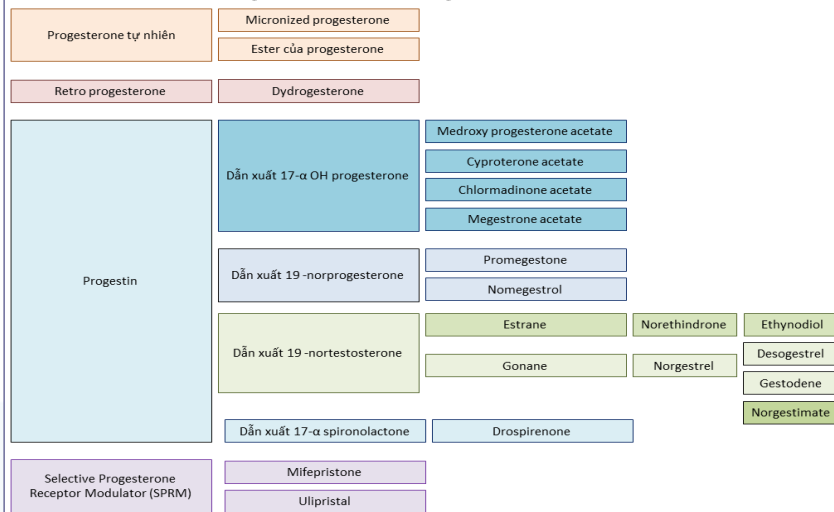 Progesterone tự nhiên
Micronized progesterone
Ester của progesterone
Retro progesterone
Dydrogesterone
Progestin
Dẫn xuất 17-α OH progesterone
Medroxy progesterone acetate
Cyproterone acetate
Chlormadinone acetate
Megestrone acetate
Dẫn xuất 19 -norprogesterone
Promegestone
Nomegestrol
Dẫn xuất 19 -nortestosterone
Estrane
Norethindrone
Ethynodiol
Gonane
Norgestrel
Desogestrel
Gestodene
Norgestimate
Dẫn xuất 17-α spironolactone
Drospirenone
Selective Progesterone
Receptor Modulator (SPRM)
Mifepristone
Ulipristal